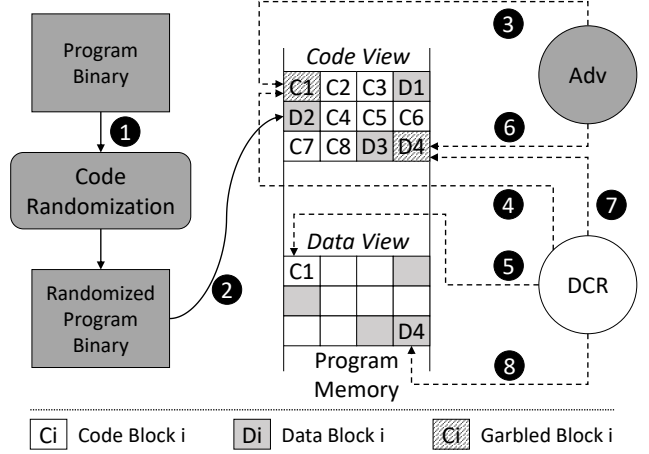 Program
Binary
1
Code
Randomization
Randomized
Program
Binary
2
Code View
C1 C2 C3 D1
D2 C4 C5 C6
C7 C8 D3 D4
Data View
C1
D4
Program
Memory
3
Adv
6
4
7
5
DCR
8
Ci Code Block i
Di Data Block i
Ci Garbled Block i